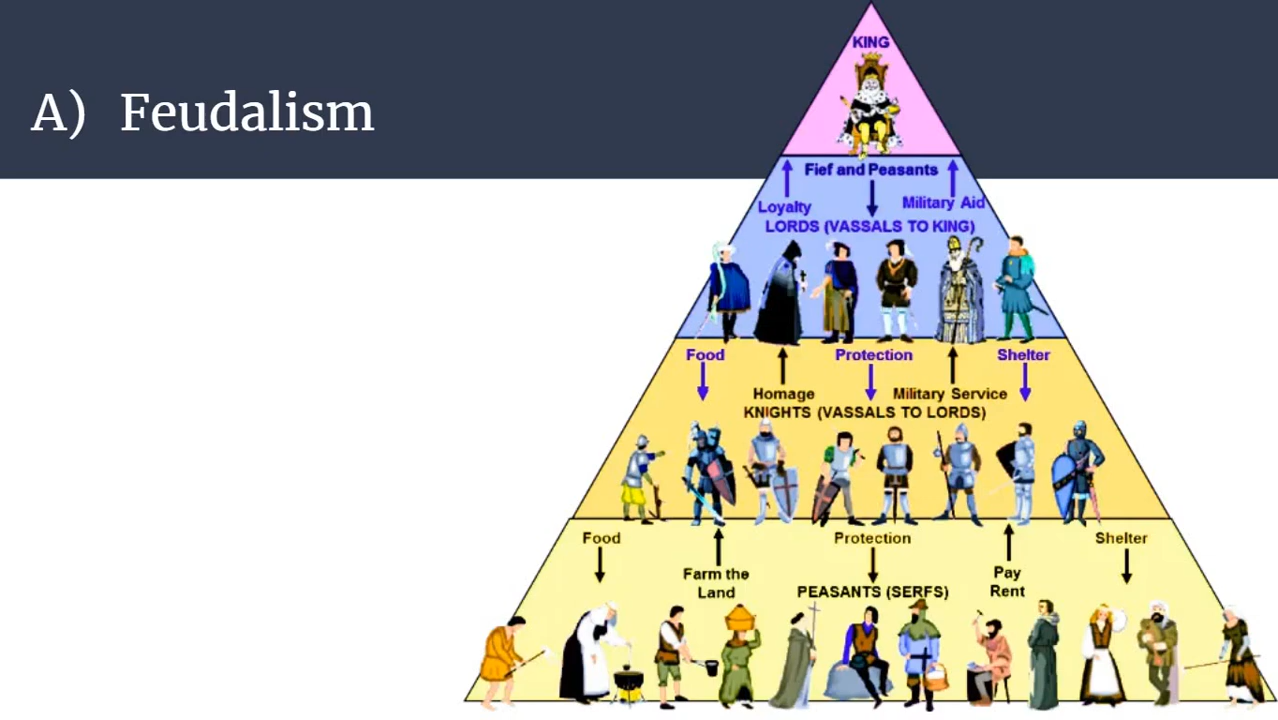 A) Feudalism
KING
Fief and Peasants
Loyalty
Military Aid
LORDS (VASSALS TO KING)
Food
Protection
Shelter
Homage
Military Service
KNIGHTS (VASSALS TO LORDS)
Food
Protection
Shelter
Farm the
Land
Pay
Rent
PEASANTS (SERFS)